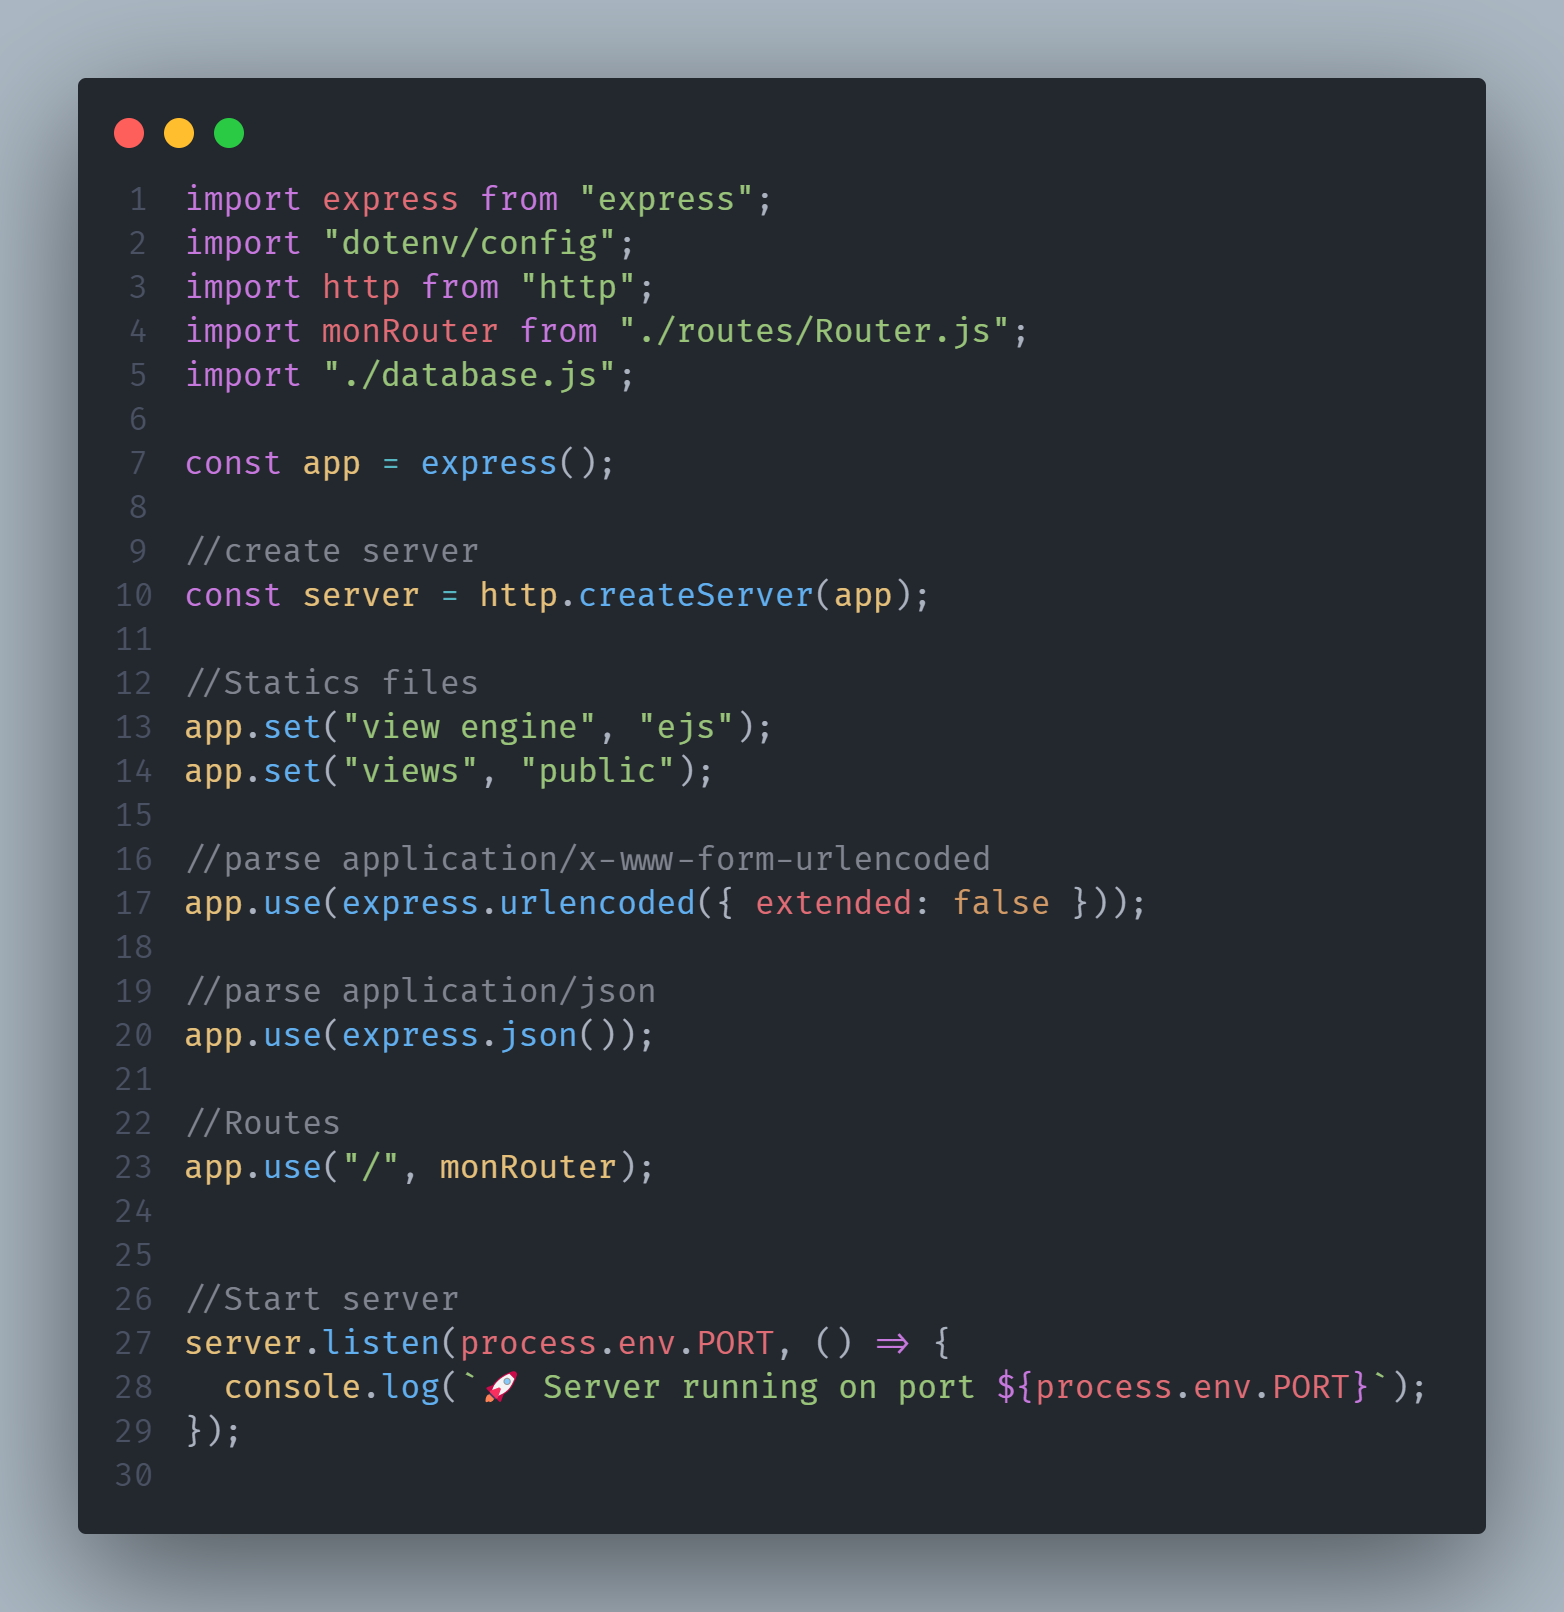 1 import express from "express";
2 import "dotenv/config";
3 import http from "http";
4 import monRouter from "./routes/Router.js";
5 import "./database.js";
6
7 const app = express();
8
9 //create server
10 const server = http.createServer(app);
11
12 //Statics files
13 app.set("view engine", "ejs");
14 app.set("views", "public");
15
16 //parse application/x-www-form-urlencoded
17 app.use(express.urlencoded({ extended: false }));
18
19 //parse application/json
20 app.use(express.json());
21
22 //Routes
23 app.use("/", monRouter);
24
25
26 //Start server
27 server.listen(process.env.PORT, () => {
28   console.log(`🚀 Server running on port ${process.env.PORT}`);
29 });
30